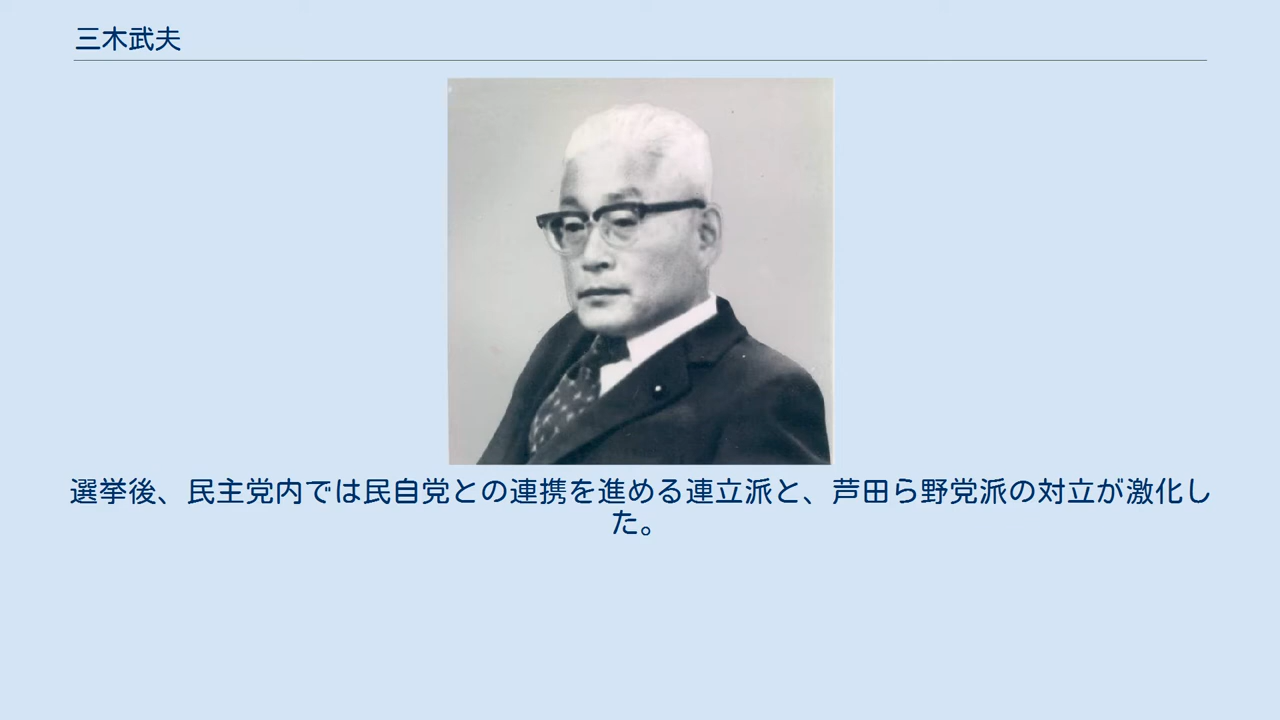 三木武夫
選挙後、民主党内では民自党との連携を進める連立派と、芦田ら野党派の対立が激化し
た。